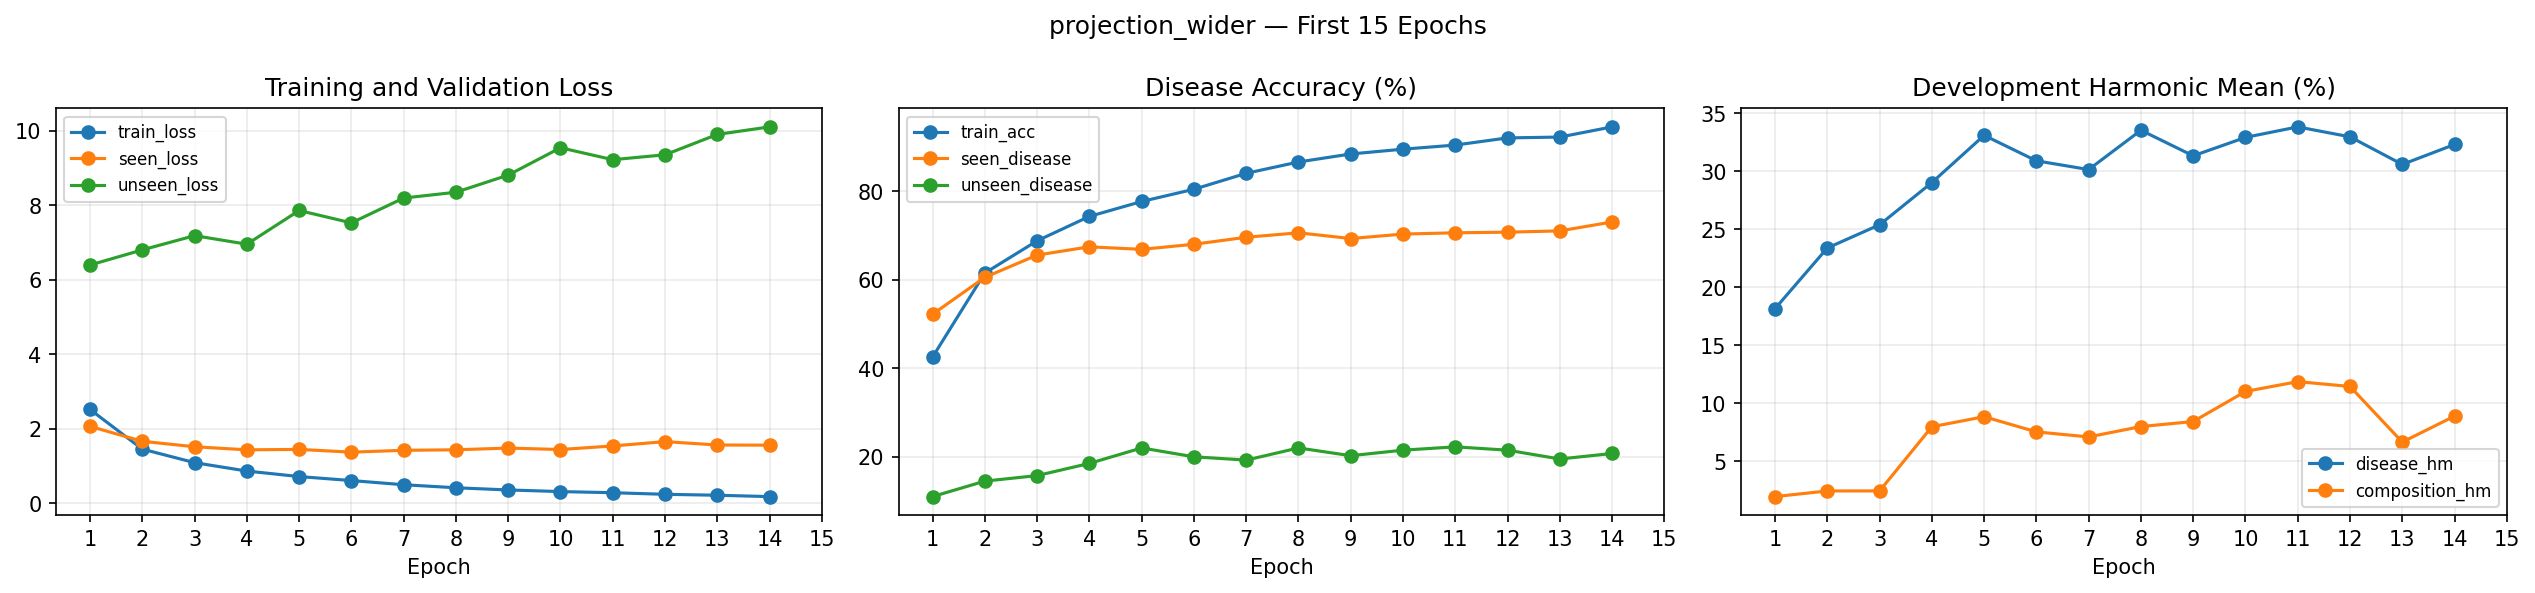 projection_wider — First 15 Epochs
Training and Validation Loss
train_loss
seen_loss
unseen_loss
10
8
6
4
2
0
1 2 3 4 5 6 7 8 9 10 11 12 13 14 15
Epoch
Disease Accuracy (%)
train_acc
seen_disease
unseen_disease
80
60
40
20
1 2 3 4 5 6 7 8 9 10 11 12 13 14 15
Epoch
Development Harmonic Mean (%)
35
30
25
20
15
10
5
disease_hm
composition_hm
1 2 3 4 5 6 7 8 9 10 11 12 13 14 15
Epoch